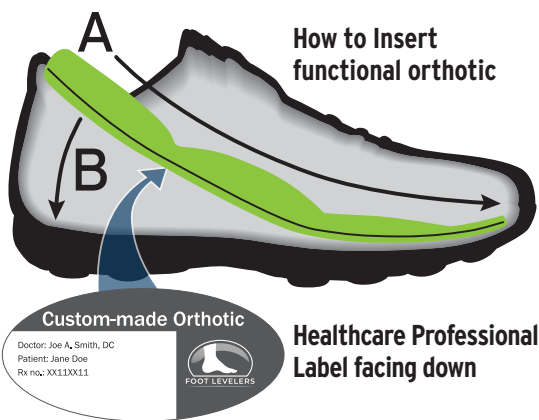 A
How to Insert
functional orthotic
B
Custom-made Orthotic
Doctor: Joe A. Smith, DC
Patient: Jane Doe
Rx no.: XX11XX11
FOOT LEVELERS
Healthcare Professional
Label facing down